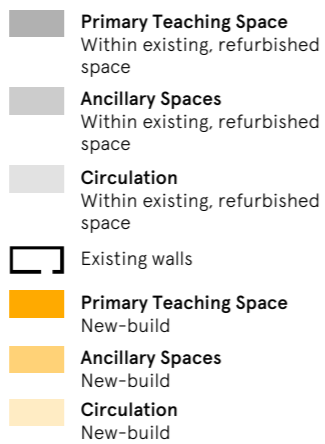 Primary Teaching Space
Within existing, refurbished
space
Ancillary Spaces
Within existing, refurbished
space
Circulation
Within existing, refurbished
space
Existing walls
Primary Teaching Space
New-build
Ancillary Spaces
New-build
Circulation
New-build